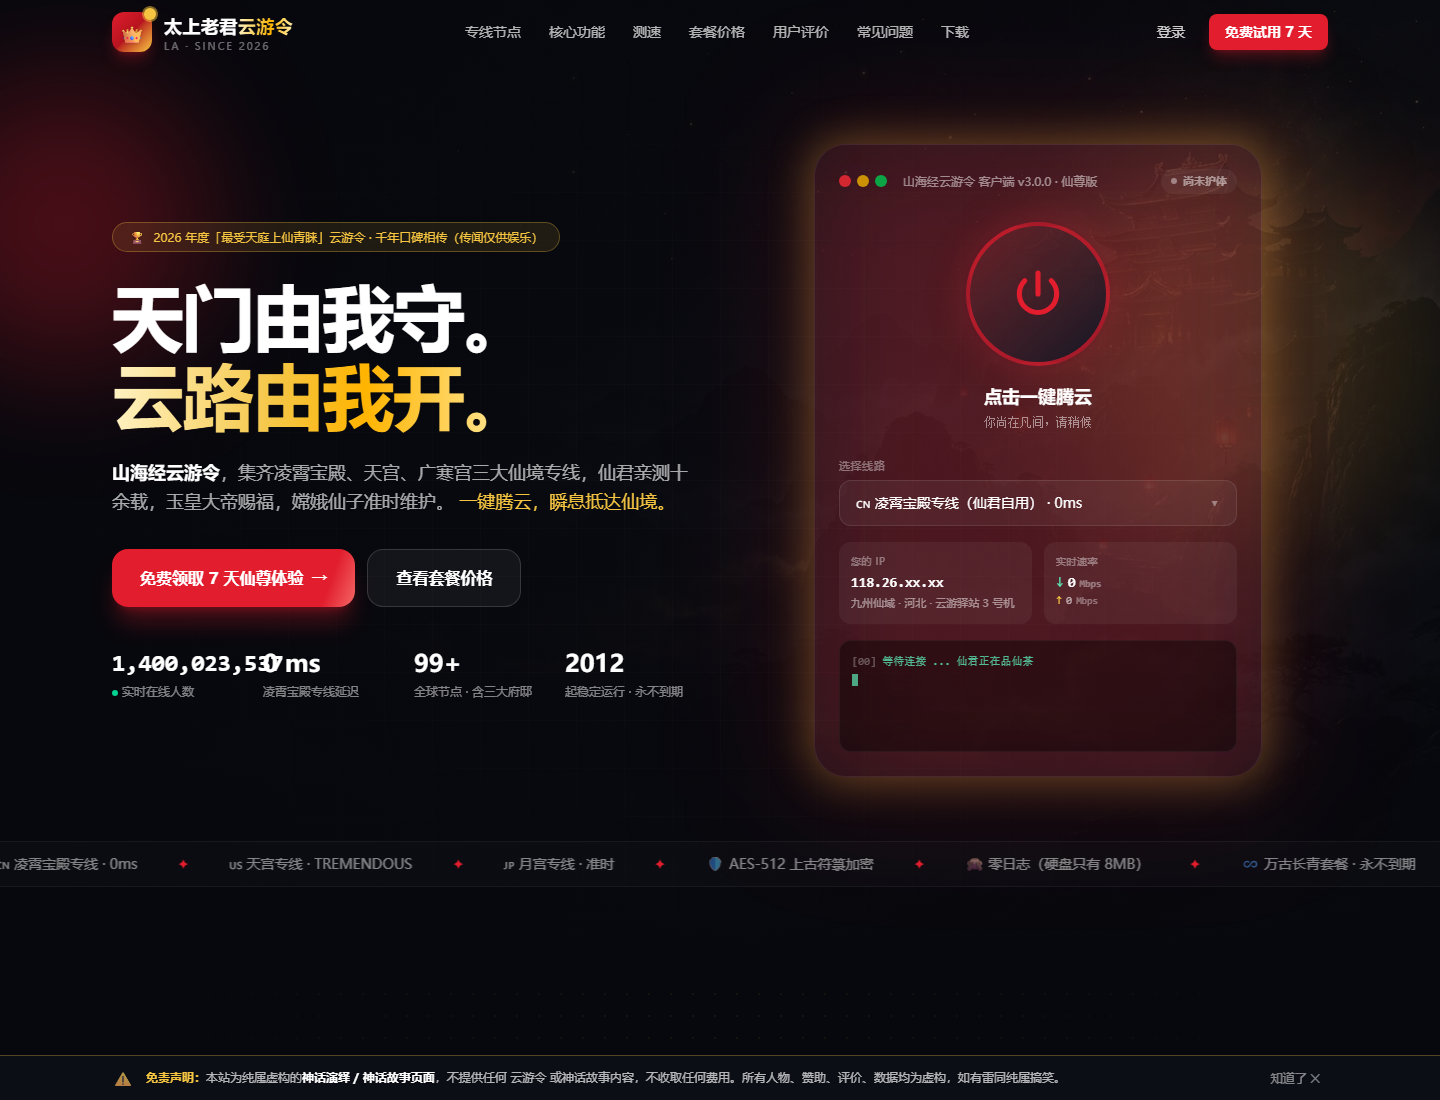 太上老君云游令
LA · SINCE 2026
专线节点 核心功能 测速 套餐价格 用户评价 常见问题 下载
登录
免费试用 7 天
2026 年度「最受天庭上仙青睐」云游令 · 千年口碑相传（传闻仅供娱乐）
天门由我守。
云路由我开。
山海经云游令，集齐凌霄宝殿、天宫、广寒宫三大仙境专线，仙君亲测十
余载，玉皇大帝赐福，嫦娥仙子准时维护。 一键腾云，瞬息抵达仙境。
免费领取 7 天仙尊体验 →
查看套餐价格
1,400,023,537
实时在线人数
0ms
凌霄宝殿专线延迟
99+
全球节点 · 含三大府邸
2012
起稳定运行 · 永不到期
山海经云游令 客户端 v3.0.0 · 仙尊版
尚未护体
点击一键腾云
你尚在凡间，请稍候
选择线路
CN 凌霄宝殿专线（仙君自用） · 0ms
您的 IP
118.26.xx.xx
九州仙域 · 河北 · 云游驿站 3 号机
实时速率
↓ 0 Mbps
↑ 0 Mbps
[00] 等待连接 ... 仙君正在品仙茶
CN 凌霄宝殿专线 · 0ms ✦ US 天宫专线 · TREMENDOUS ✦ JP 月宫专线 · 准时 ✦ AES-512 上古符箓加密 ✦ 零日志（硬盘只有 8MB） ✦ 万古长青套餐 · 永不到期
免责声明：本站为纯属虚构的神话演绎 / 神话故事页面，不提供任何 云游令 或神话故事内容，不收取任何费用。所有人物、赞助、评价、数据均为虚构，如有雷同纯属搞笑。
知道了 ✕